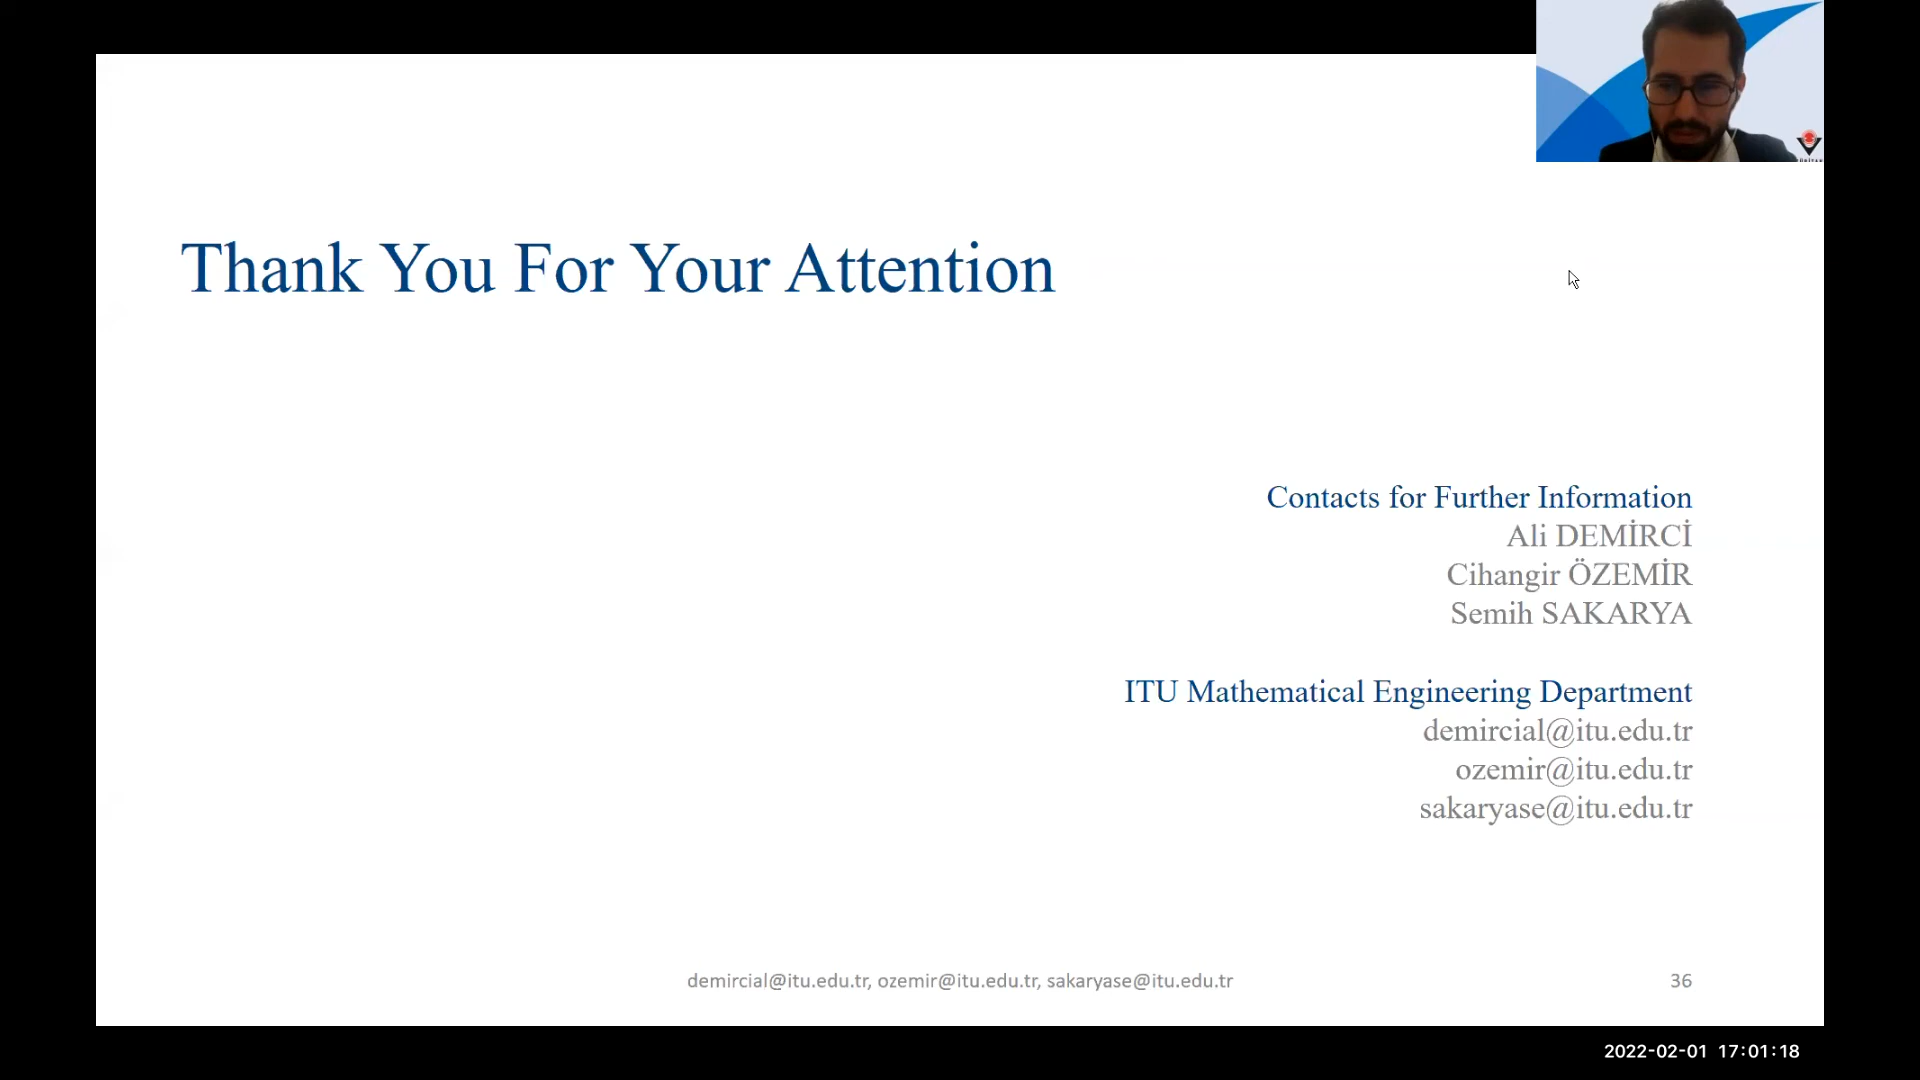 Thank You For Your Attention
Contacts for Further Information
Ali DEMİRCİ
Cihangir ÖZEMİR
Semih SAKARYA
ITU Mathematical Engineering Department
demircial@itu.edu.tr
ozemir@itu.edu.tr
sakaryase@itu.edu.tr
demircial@itu.edu.tr, ozemir@itu.edu.tr, sakaryase@itu.edu.tr
36
2022-02-01 17:01:18